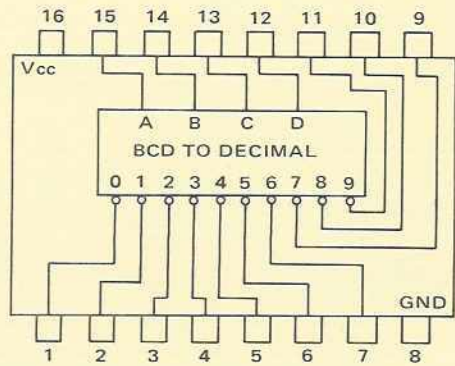 16 15 14 13 12 11 10 9
Vcc
A B C D
BCD TO DECIMAL
0 1 2 3 4 5 6 7 8 9
GND
1 2 3 4 5 6 7 8